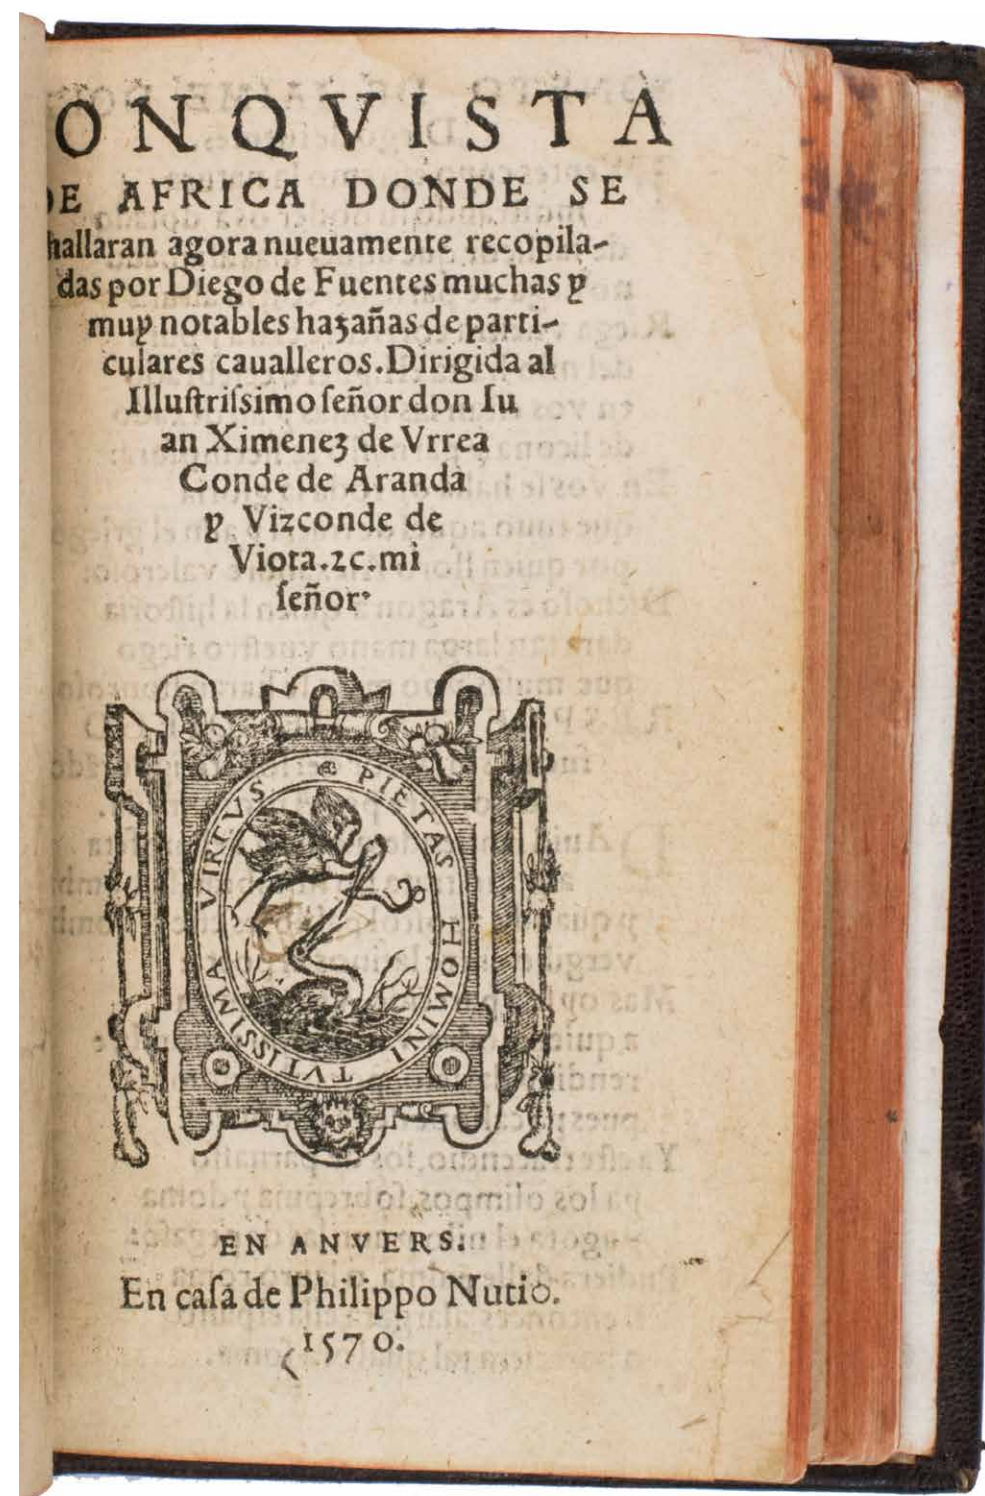 ONQVISTA
DE AFRICA DONDE SE
hallaran agora nueuamente recopila-
das por Diego de Fuentes muchas y
muy notables hazañas de parti-
culares caualleros. Dirigida al
Illustrissimo señor don Iu
an Ximenez de Vrrea
Conde de Aranda
y Vizconde de
Viota. ⁊c. mi
señor.
PIETAS HOMINI TVTISSIMA VIRTVS
EN ANVERS.
En casa de Philippo Nutio.
1570.